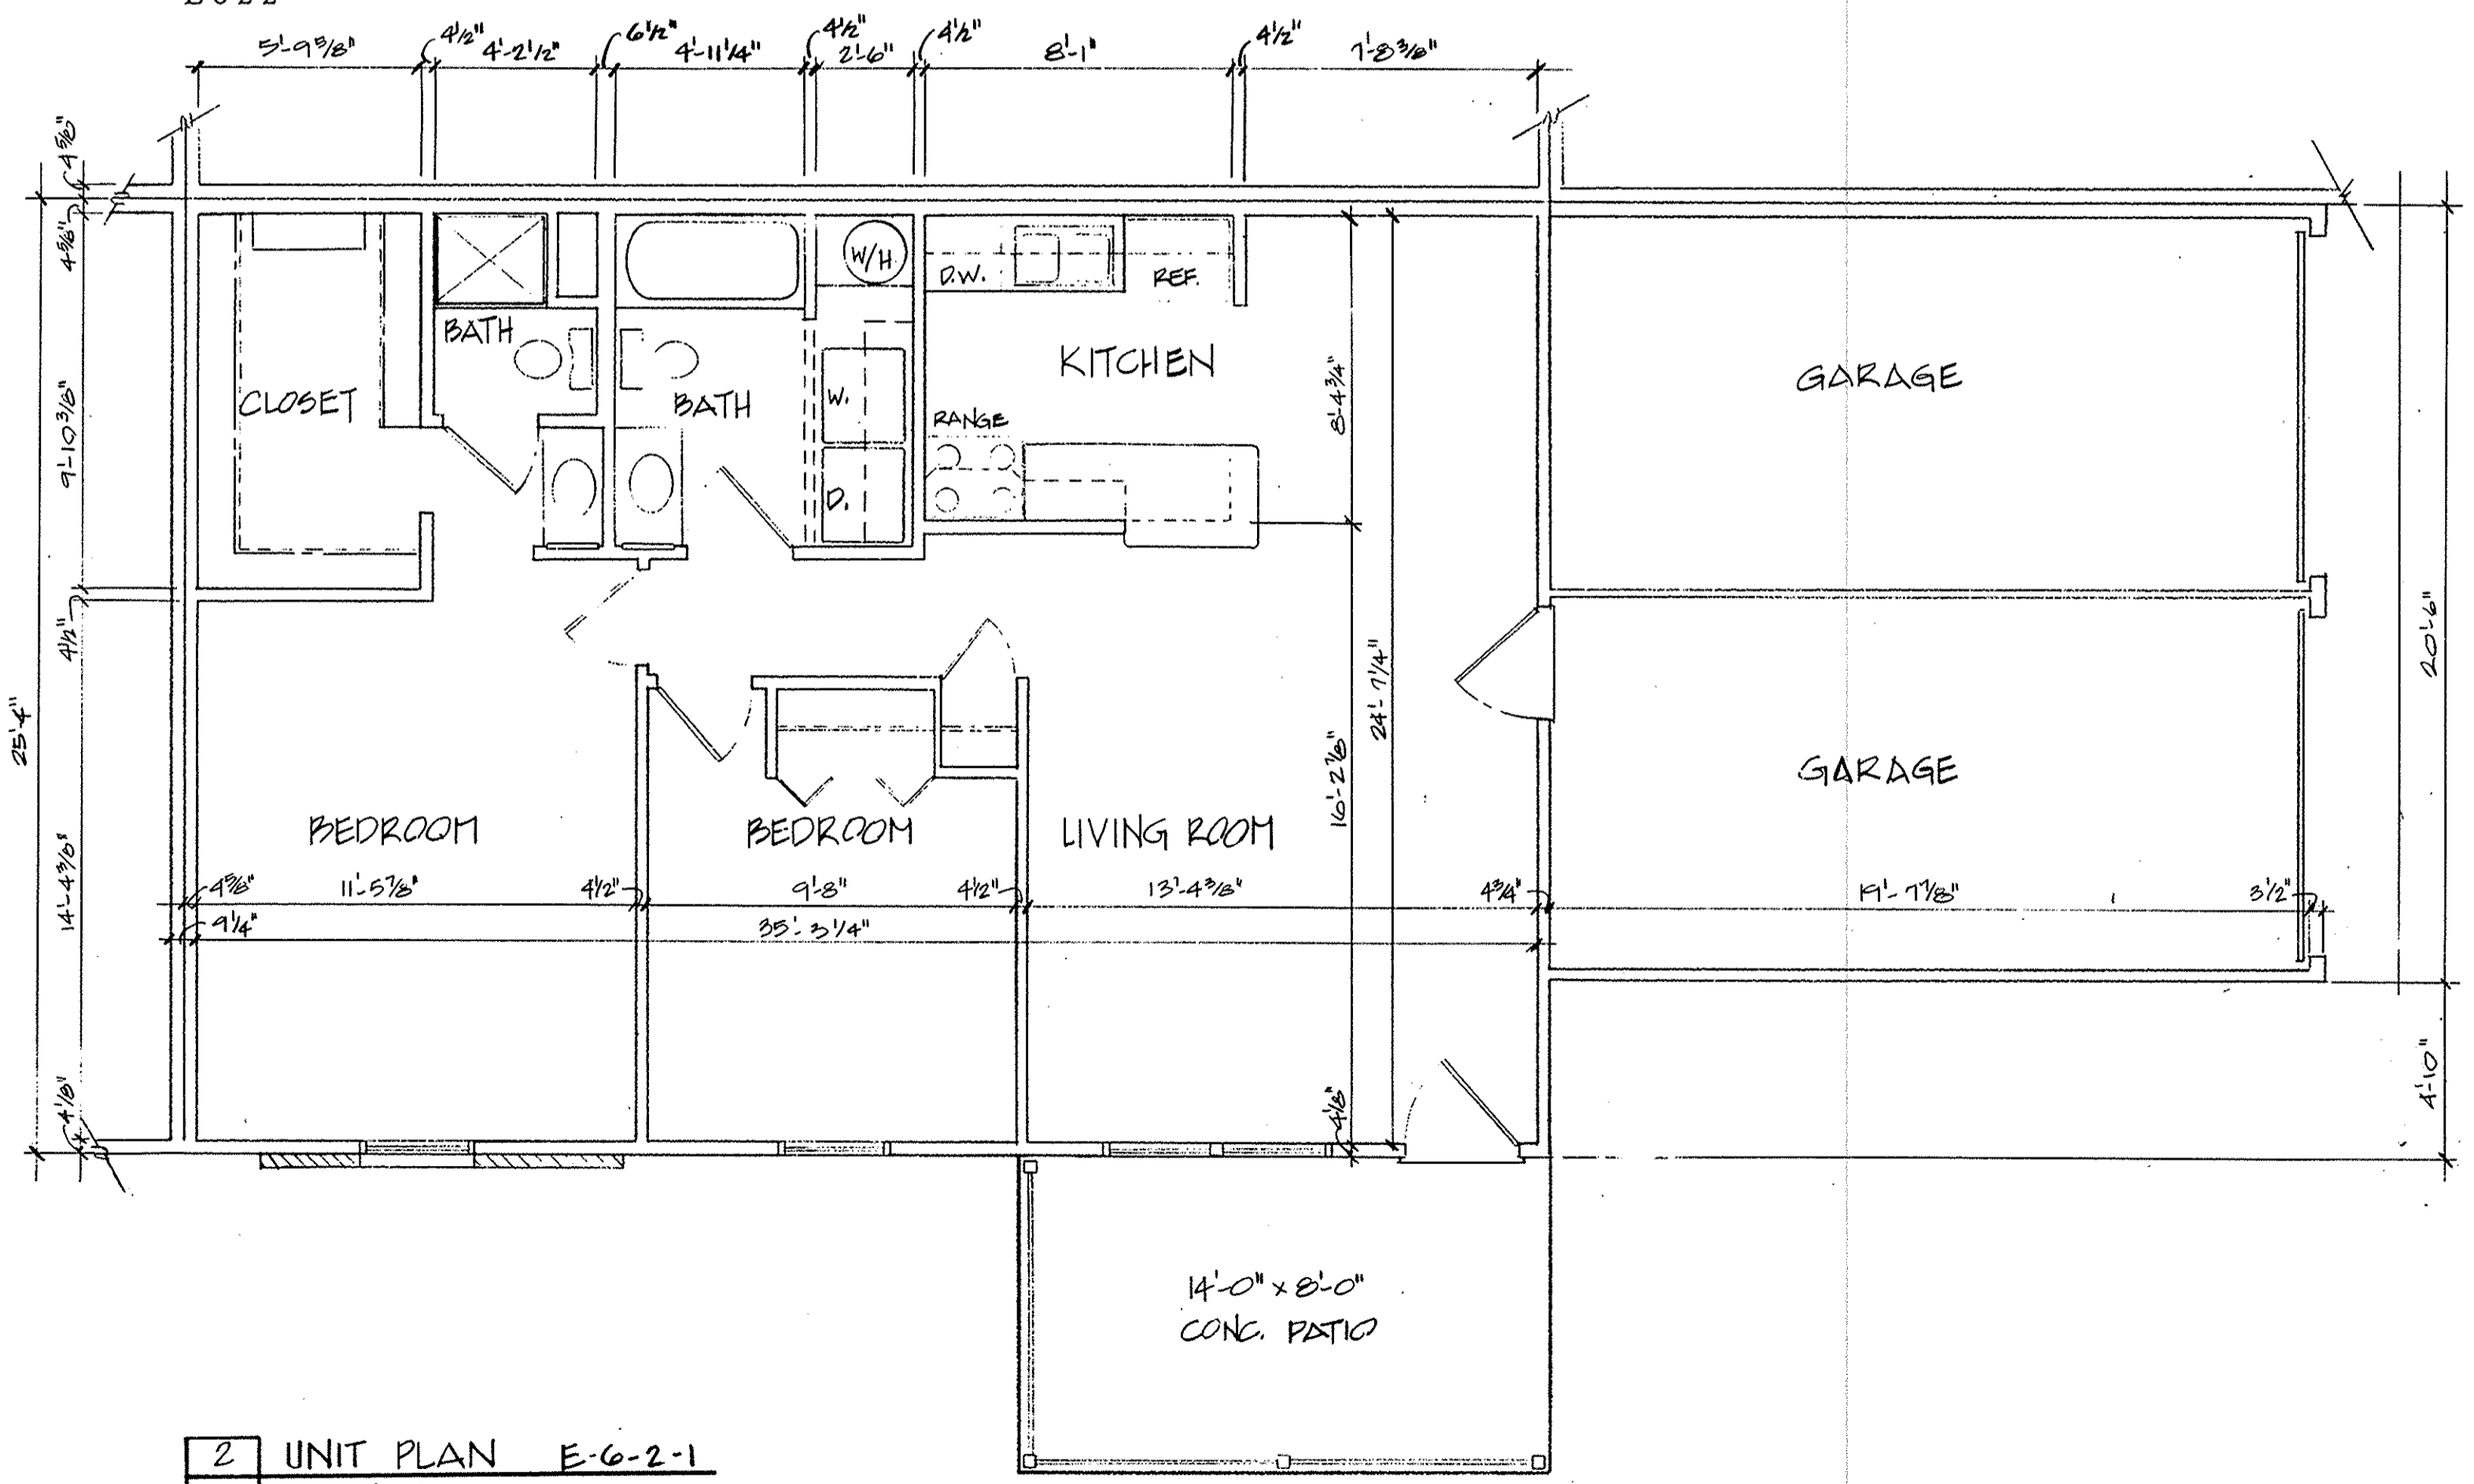 5'-9 5/8" 4 1/2" 4'-2 1/2" 6 1/2" 4'-11 1/4" 4 1/2" 2'-6" 4 1/2" 8'-1" 4 1/2" 7'-8 3/8"
4 5/8"
4 5/8"
W/H
D.W.
REF.
BATH
KITCHEN
GARAGE
8'-4 3/4"
9'-10 3/8"
CLOSET
BATH
W.
RANGE
D.
4 1/2"
20'-6"
25'-4"
24'-7 1/4"
16'-2 7/8"
GARAGE
BEDROOM
BEDROOM
LIVING ROOM
14'-4 3/8"
4 5/8" 11'-5 7/8" 4 1/2" 9'-8" 4 1/2" 13'-4 3/8" 4 3/4" 19'-7 7/8" 3 1/2"
9 1/4" 35'-3 1/4"
4 1/8"
4 1/8"
4'-10"
14'-0" x 8'-0"
CONC. PATIO
2 UNIT PLAN E-6-2-1